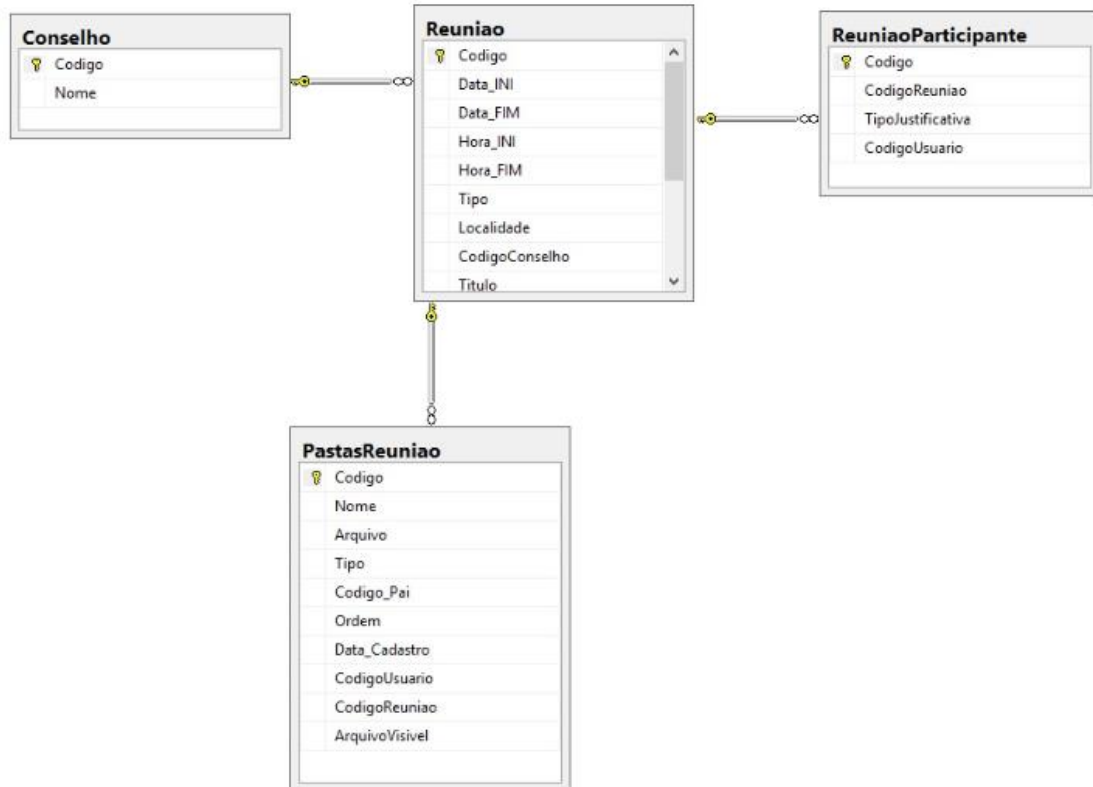 Conselho
Codigo
Nome
Reuniao
Codigo
Data_INI
Data_FIM
Hora_INI
Hora_FIM
Tipo
Localidade
CodigoConselho
Titulo
ReuniaoParticipante
Codigo
CodigoReuniao
TipoJustificativa
CodigoUsuario
PastasReuniao
Codigo
Nome
Arquivo
Tipo
Codigo_Pai
Ordem
Data_Cadastro
CodigoUsuario
CodigoReuniao
ArquivoVisivel